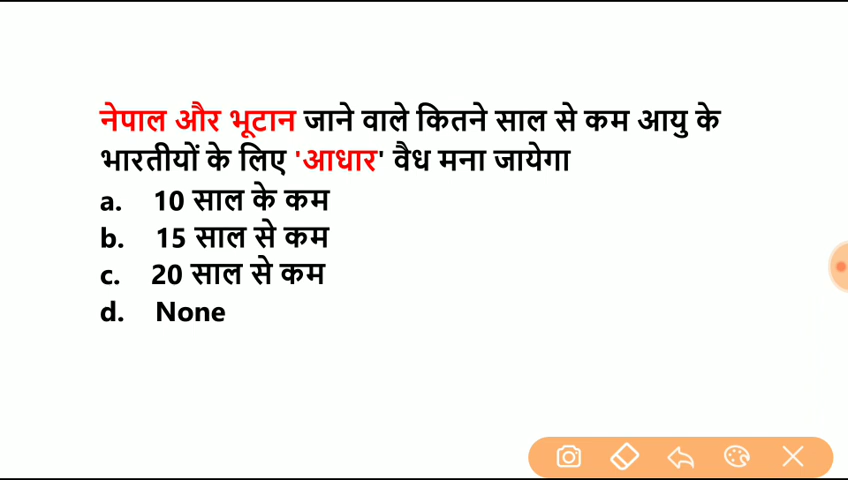 नेपाल और भूटान जाने वाले कितने साल से कम आयु के
भारतीयों के लिए 'आधार' वैध मना जायेगा
a. 10 साल के कम
b. 15 साल से कम
c. 20 साल से कम
d. None